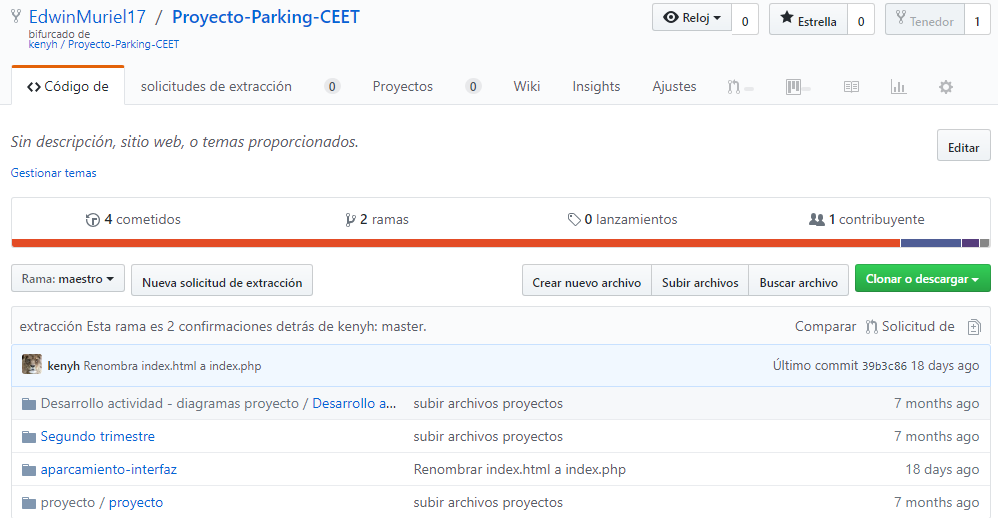 EdwinMuriel17 / Proyecto-Parking-CEET
Reloj 0 Estrella 0 Tenedor 1
bifurcado de
kenyh / Proyecto-Parking-CEET
Código de solicitudes de extracción 0 Proyectos 0 Wiki Insights Ajustes
Sin descripción, sitio web, o temas proporcionados.
Editar
Gestionar temas
4 cometidos 2 ramas 0 lanzamientos 1 contribuyente
Rama: maestro Nueva solicitud de extracción Crear nuevo archivo Subir archivos Buscar archivo Clonar o descargar
extracción Esta rama es 2 confirmaciones detrás de kenyh: master. Comparar Solicitud de
kenyh Renombra index.html a index.php Último commit 39b3c86 18 days ago
Desarrollo actividad - diagramas proyecto / Desarrollo a... subir archivos proyectos 7 months ago
Segundo trimestre subir archivos proyectos 7 months ago
aparcamiento-interfaz Renombrar index.html a index.php 18 days ago
proyecto / proyecto subir archivos proyectos 7 months ago